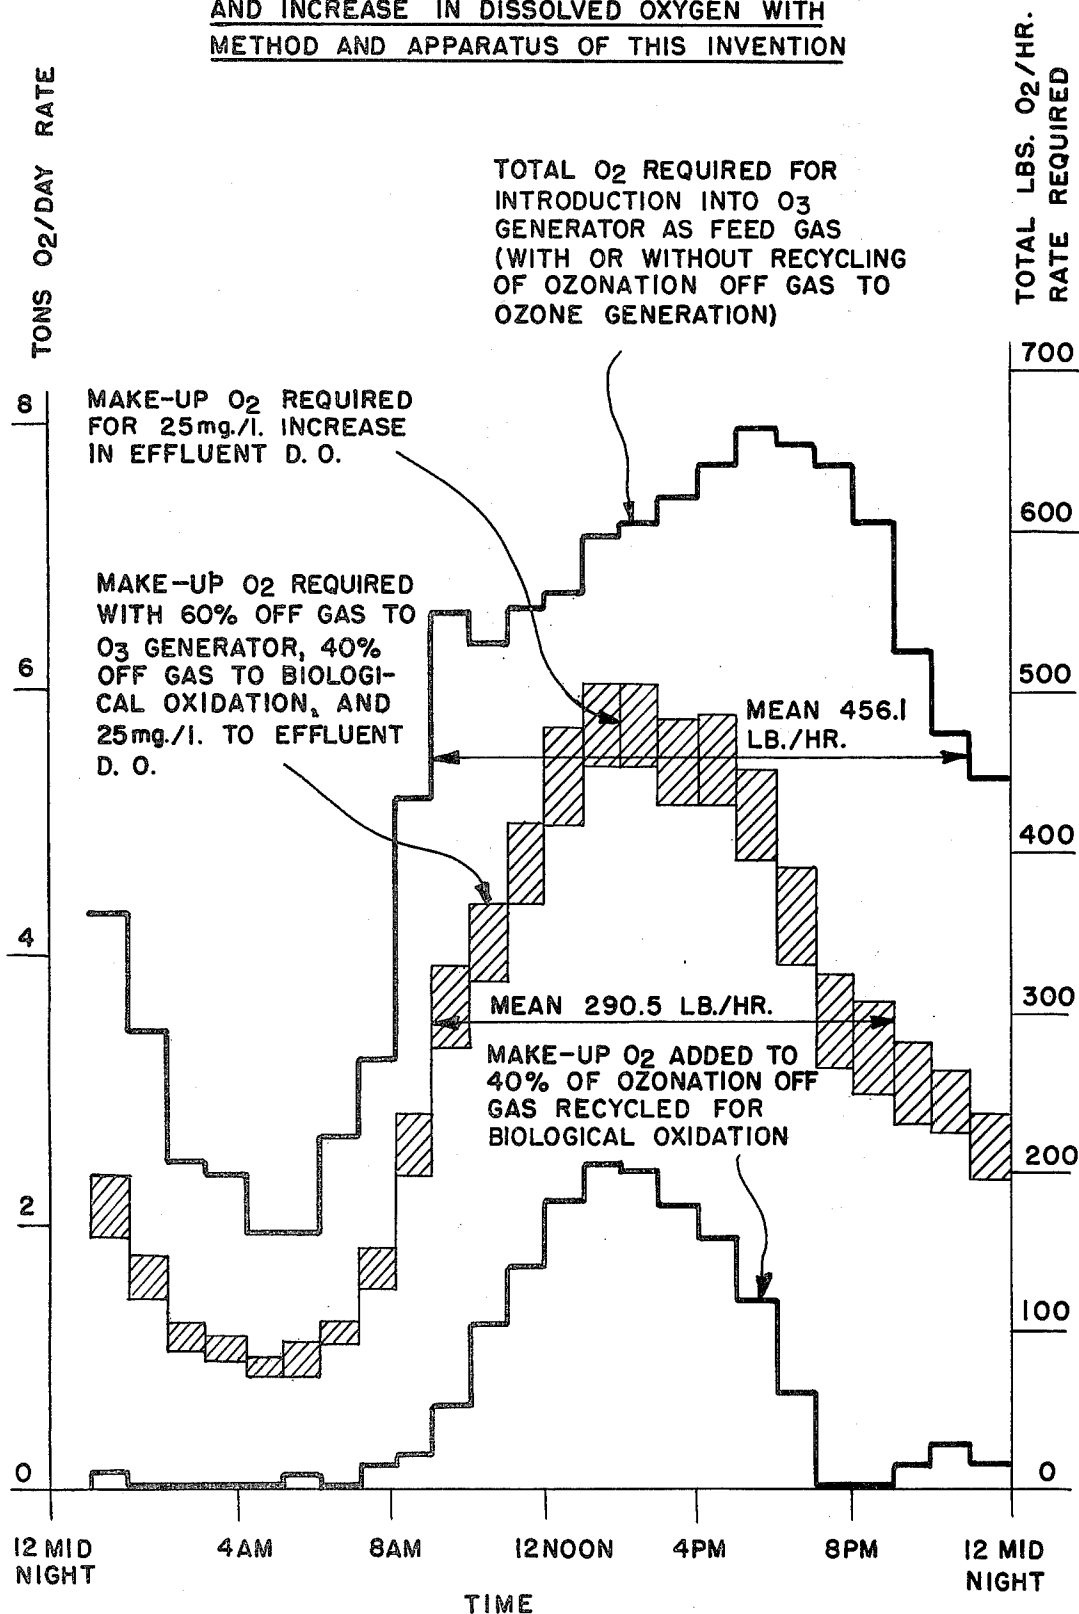 AND INCREASE IN DISSOLVED OXYGEN WITH
METHOD AND APPARATUS OF THIS INVENTION
TONS O2/DAY RATE
TOTAL LBS. O2/HR.
RATE REQUIRED
TOTAL O2 REQUIRED FOR
INTRODUCTION INTO O3
GENERATOR AS FEED GAS
(WITH OR WITHOUT RECYCLING
OF OZONATION OFF GAS TO
OZONE GENERATION)
MAKE-UP O2 REQUIRED
FOR 25mg./l. INCREASE
IN EFFLUENT D. O.
MAKE-UP O2 REQUIRED
WITH 60% OFF GAS TO
O3 GENERATOR, 40%
OFF GAS TO BIOLOGI-
CAL OXIDATION, AND
25mg./l. TO EFFLUENT
D. O.
MEAN 456.1
LB./HR.
MEAN 290.5 LB./HR.
MAKE-UP O2 ADDED TO
40% OF OZONATION OFF
GAS RECYCLED FOR
BIOLOGICAL OXIDATION
8
6
4
2
0
700
600
500
400
300
200
100
0
12 MID
NIGHT
4AM
8AM
12NOON
4PM
8PM
12 MID
NIGHT
TIME